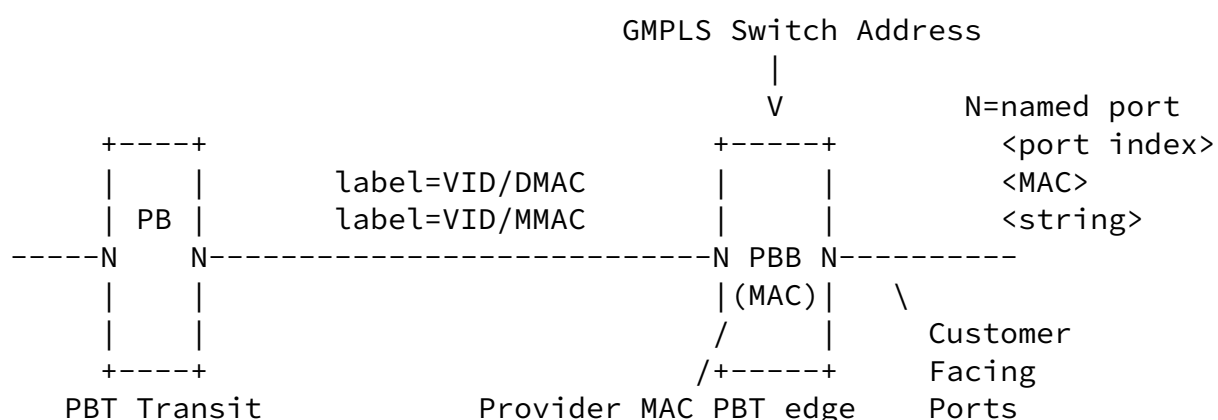 GMPLS Switch Address
|
V N=named port
+----+ +-----+ <port index>
| | label=VID/DMAC | | <MAC>
| PB | label=VID/MMAC | | <string>
-----N N----------------------------N PBB N----------
| | |(MAC)| \
| | / | Customer
+----+ /+-----+ Facing
PBT Transit Provider MAC PBT edge Ports